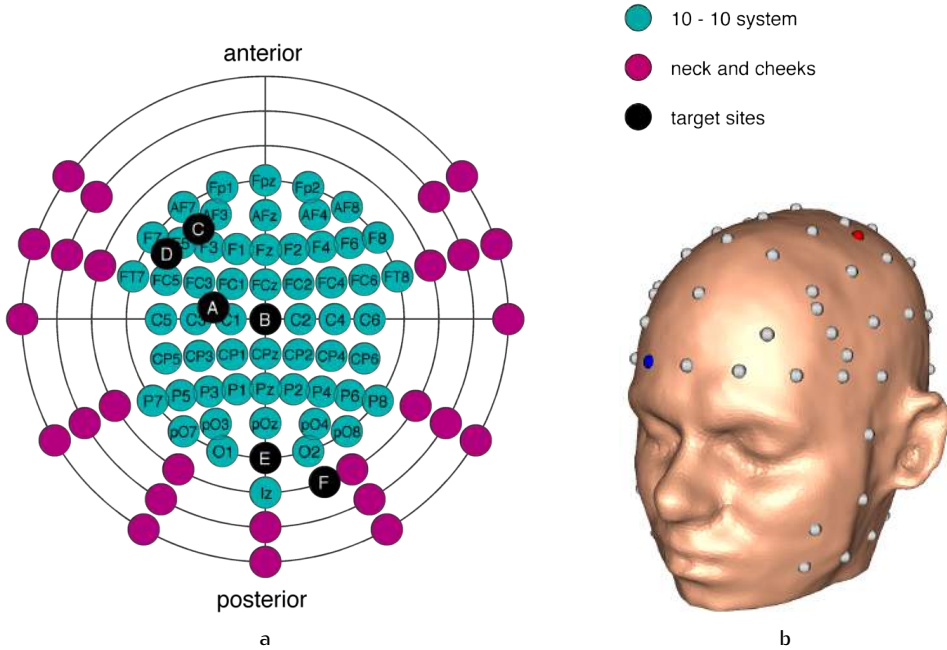 10 - 10 system
anterior
neck and cheeks
target sites
Fp1 Fpz Fp2
AF7 AF3 AFz AF4 AF8
C
F7 F5 F3 F1 Fz F2 F4 F6 F8
D
FT7 FC5 FC3 FC1 FCz FC2 FC4 FC6 FT8
A
C5 C3 C1 B C2 C4 C6
CP5 CP3 CP1 CPz CP2 CP4 CP6
P7 P5 P3 P1 Pz P2 P4 P6 P8
pO7 pO3 pOz pO4 pO8
O1 E O2
F
Iz
posterior
a
b